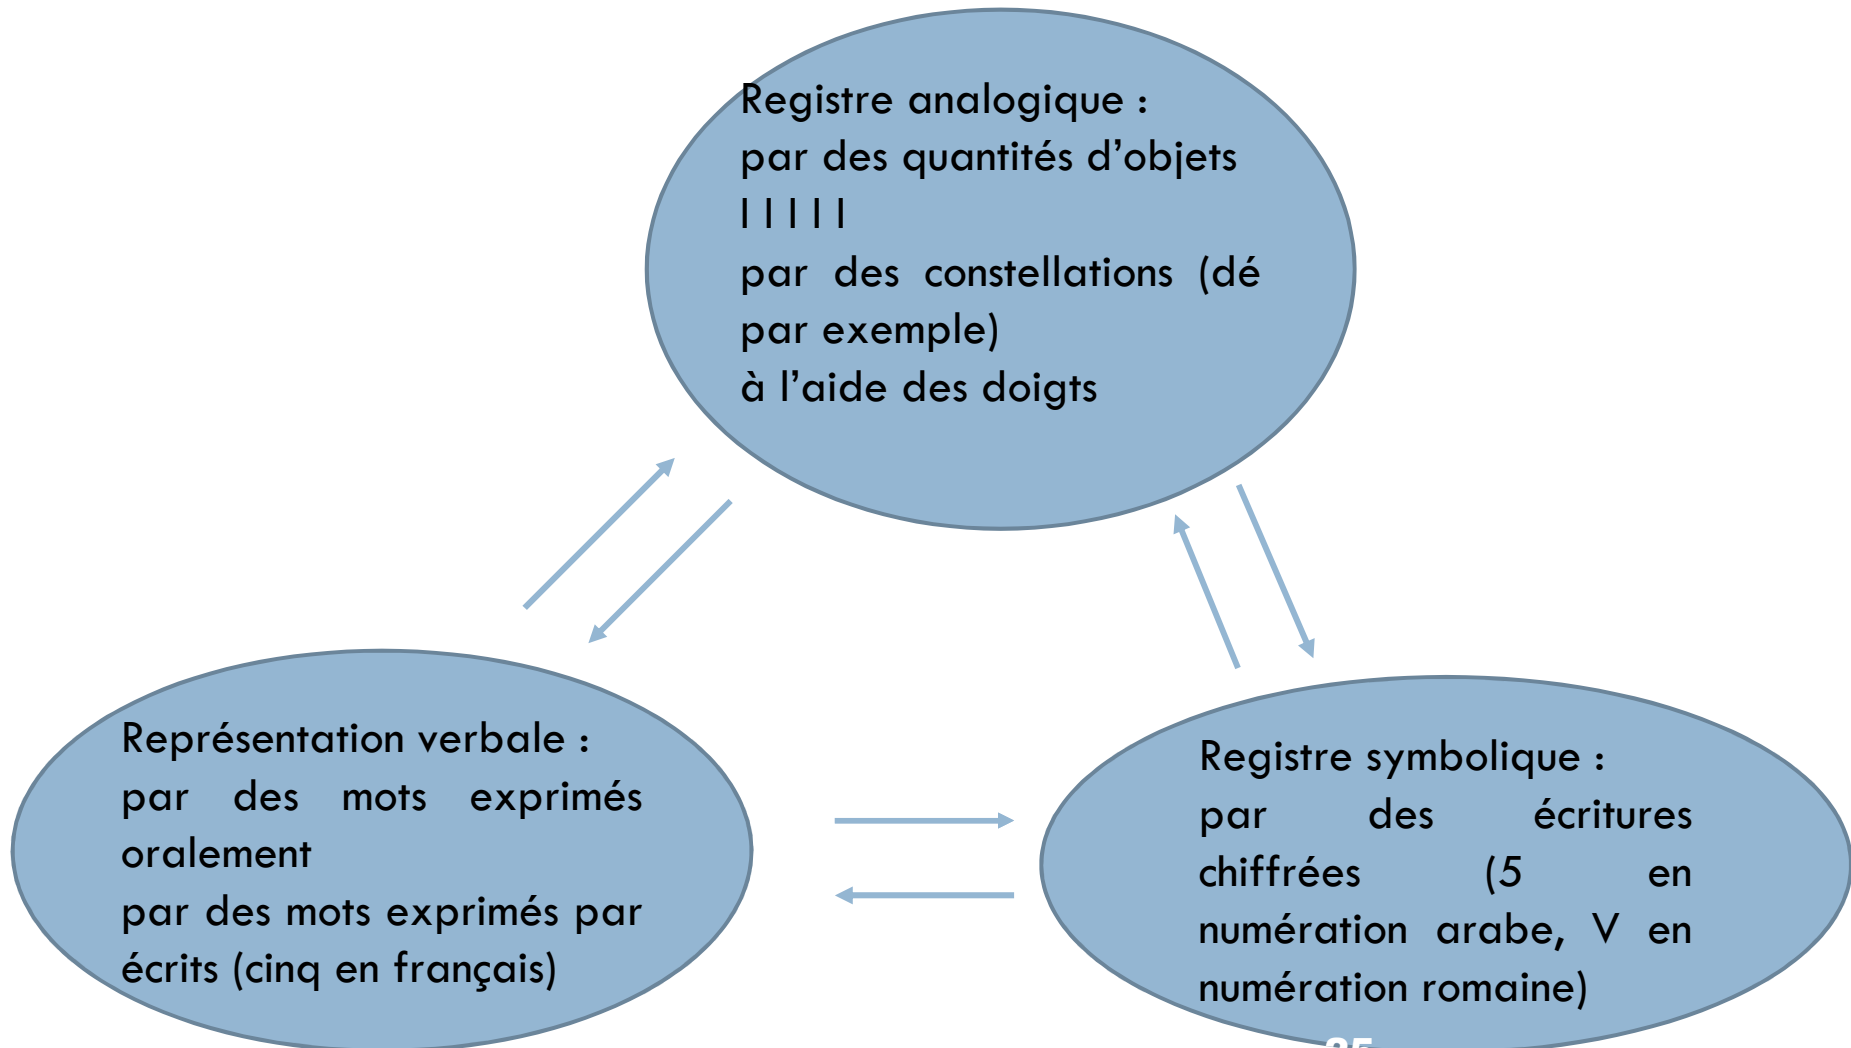 Registre analogique :
par des quantités d'objets
I I I I I
par des constellations (dé
par exemple)
à l'aide des doigts
Représentation verbale :
par des mots exprimés
oralement
par des mots exprimés par
écrits (cinq en français)
Registre symbolique :
par des écritures
chiffrées (5 en
numération arabe, V en
numération romaine)